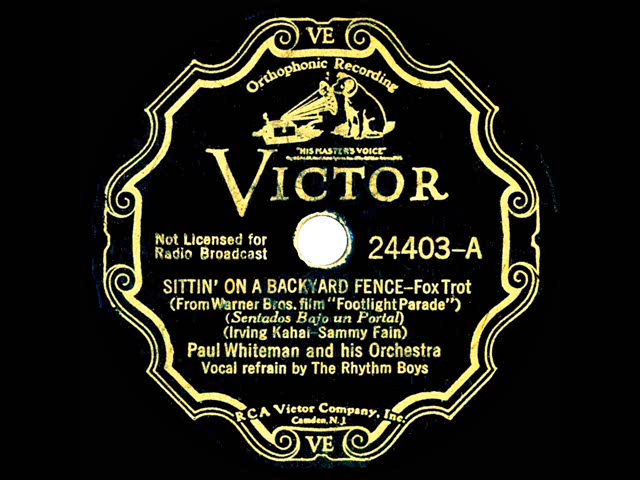 VE
Orthophonic Recording
"HIS MASTER'S VOICE"
VICTOR
Not Licensed for
Radio Broadcast
24403-A
SITTIN' ON A BACKYARD FENCE-Fox Trot
(From Warner Bros. film "Footlight Parade")
(Sentados Bajo un Portal)
(Irving Kahal-Sammy Fain)
Paul Whiteman and his Orchestra
Vocal refrain by The Rhythm Boys
RCA Victor Company, Inc.
Camden, N.J.
VE